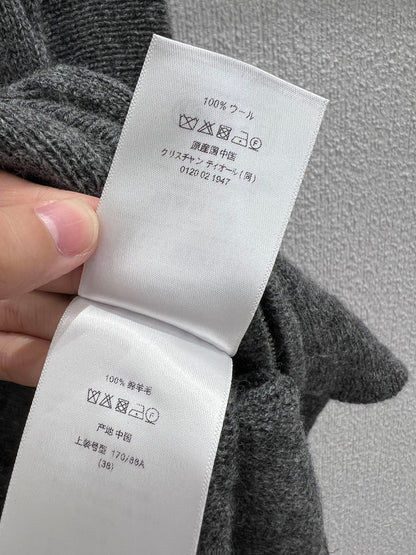 100% ウール
原産国中国
クリスチャン ディオール(同)
0120 02 1947
100% 绵羊毛
产地 中国
上装号型 170/88A
(38)